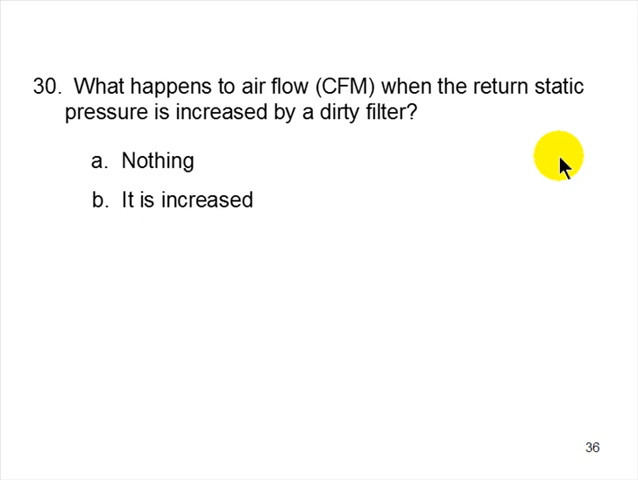 30. What happens to air flow (CFM) when the return static
pressure is increased by a dirty filter?
a. Nothing
b. It is increased
36